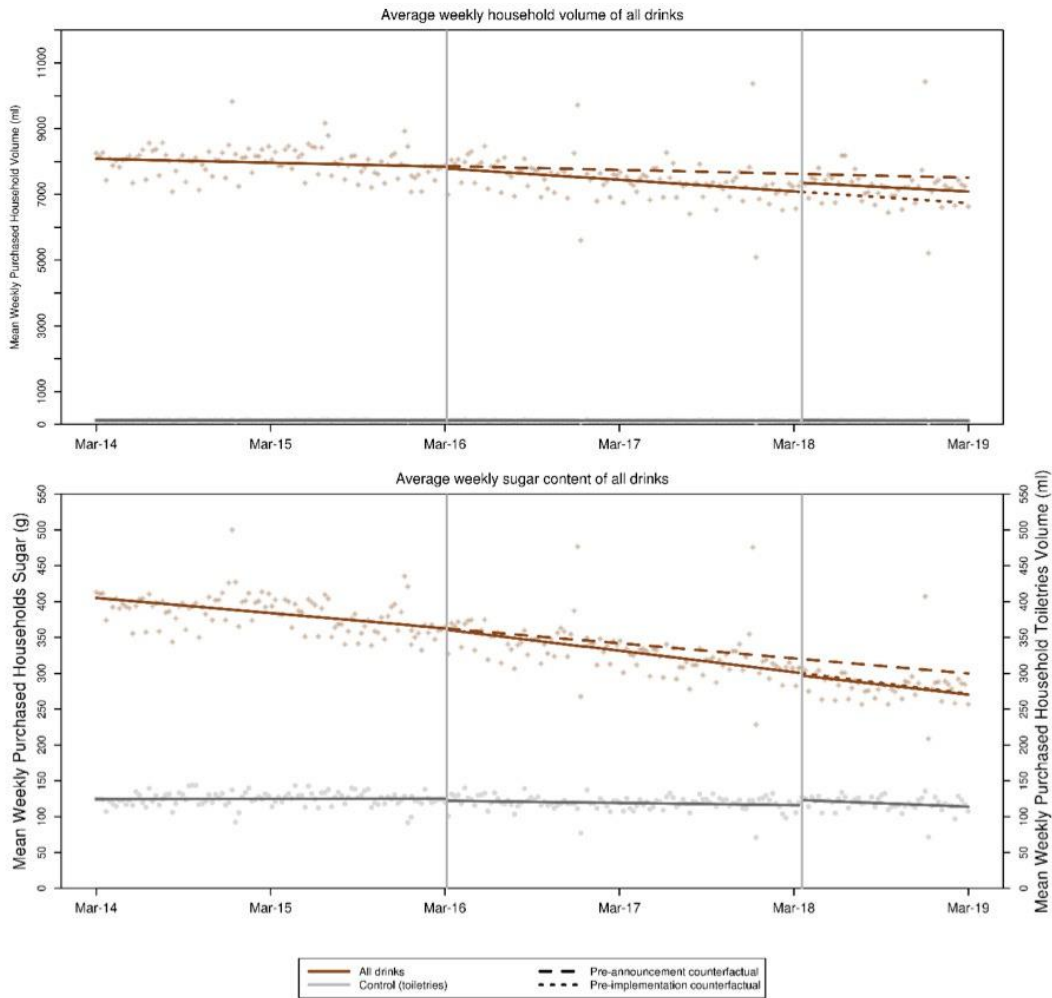 Average weekly household volume of all drinks
Mean Weekly Purchased Household Volume (ml)
11000
9000
7000
5000
3000
1000
0
Mar-14 Mar-15 Mar-16 Mar-17 Mar-18 Mar-19
Average weekly sugar content of all drinks
Mean Weekly Purchased Households Sugar (g)
550
500
450
400
350
300
250
200
150
100
50
0
Mean Weekly Purchased Household Toiletries Volume (ml)
550
500
450
400
350
300
250
200
150
100
50
0
Mar-14 Mar-15 Mar-16 Mar-17 Mar-18 Mar-19
All drinks
Control (toiletries)
Pre-announcement counterfactual
Pre-implementation counterfactual